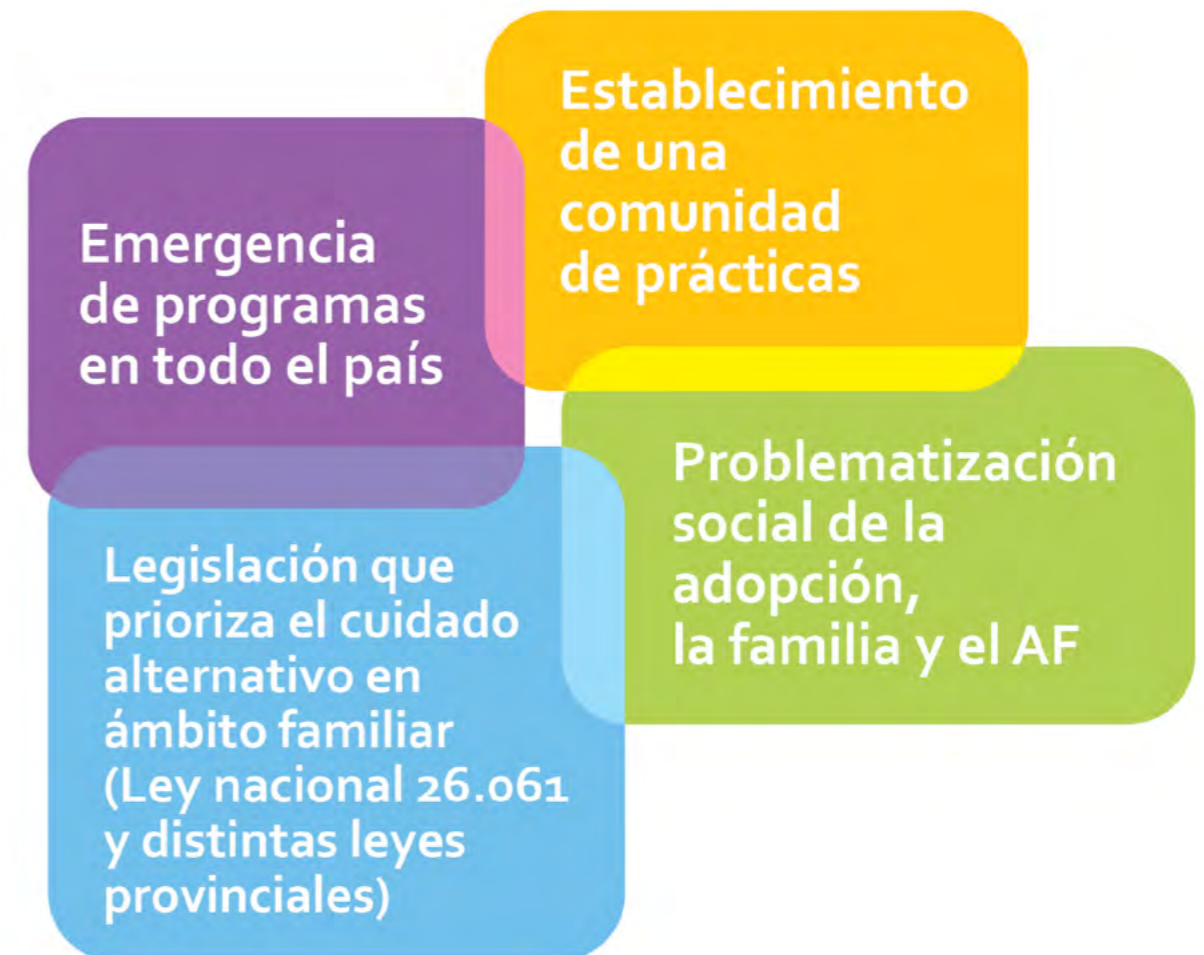 Establecimiento
de una
comunidad
de prácticas
Emergencia
de programas
en todo el país
Problematización
social de la
adopción,
la familia y el AF
Legislación que
prioriza el cuidado
alternativo en
ámbito familiar
(Ley nacional 26.061
y distintas leyes
provinciales)